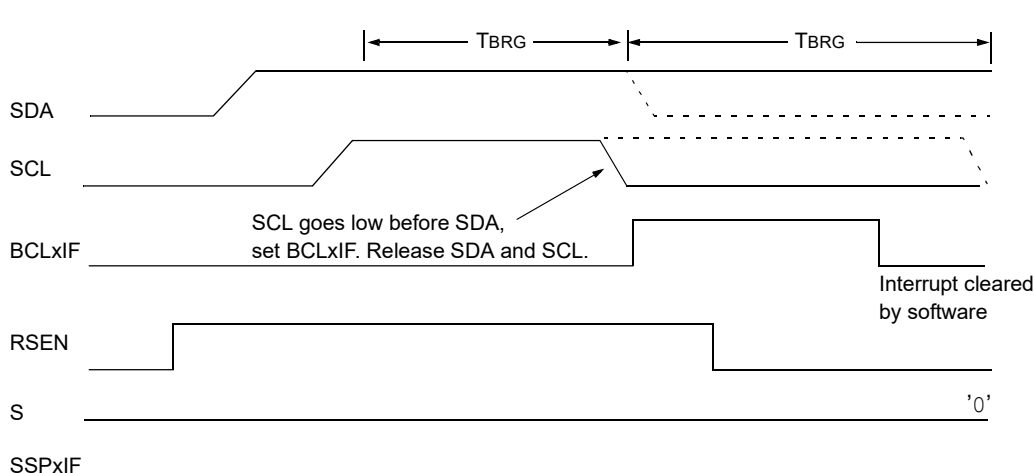 TBRG TBRG
SDA
SCL
SCL goes low before SDA,
set BCLxIF. Release SDA and SCL.
BCLxIF
Interrupt cleared
by software
RSEN
S
'0'
SSPxIF